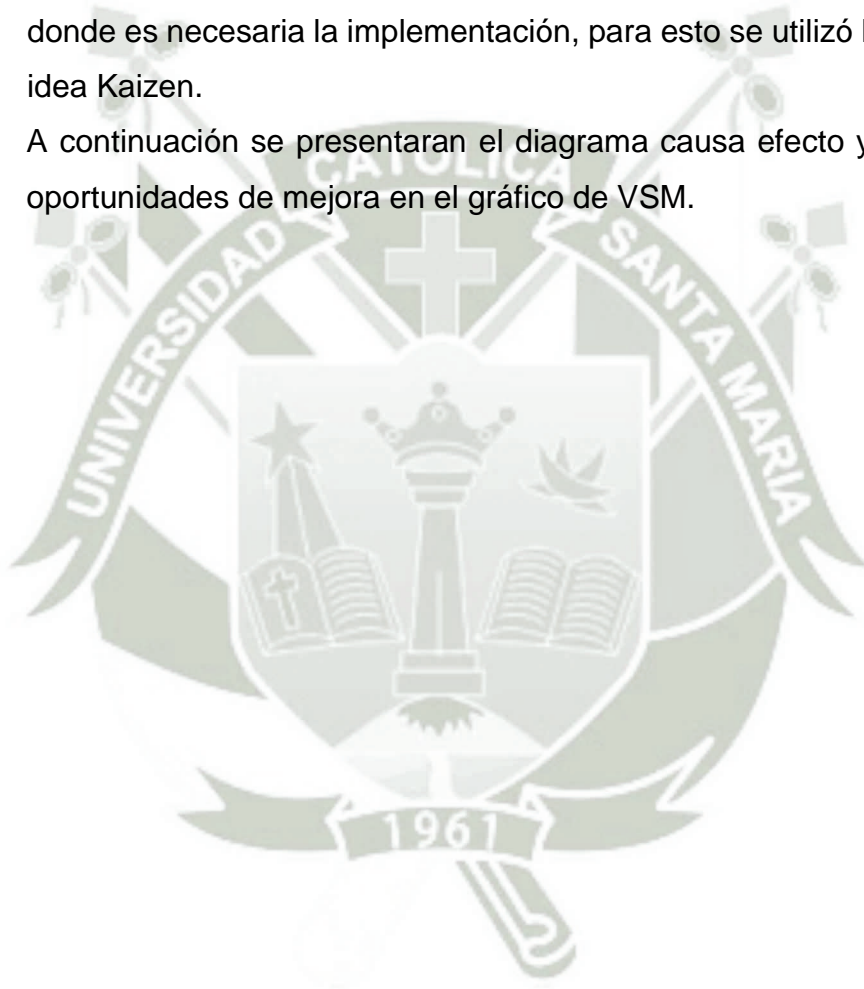 donde es necesaria la implementación, para esto se utilizó
idea Kaizen.
A continuación se presentaran el diagrama causa efecto y
oportunidades de mejora en el gráfico de VSM.
UNIVERSIDAD CATOLICA SANTA MARIA
1961